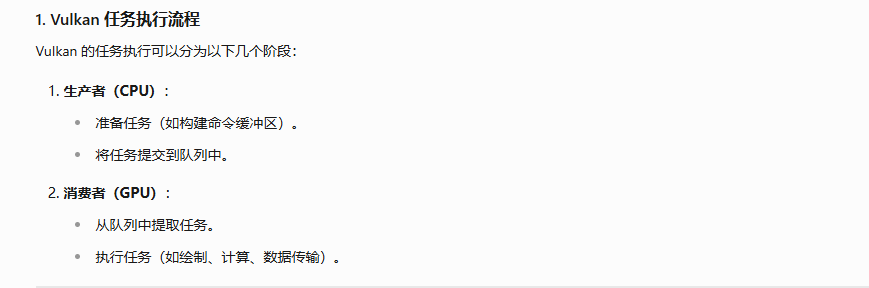 1. Vulkan 任务执行流程
Vulkan 的任务执行可以分为以下几个阶段：
1. 生产者（CPU）：
• 准备任务（如构建命令缓冲区）。
• 将任务提交到队列中。
2. 消费者（GPU）：
• 从队列中提取任务。
• 执行任务（如绘制、计算、数据传输）。